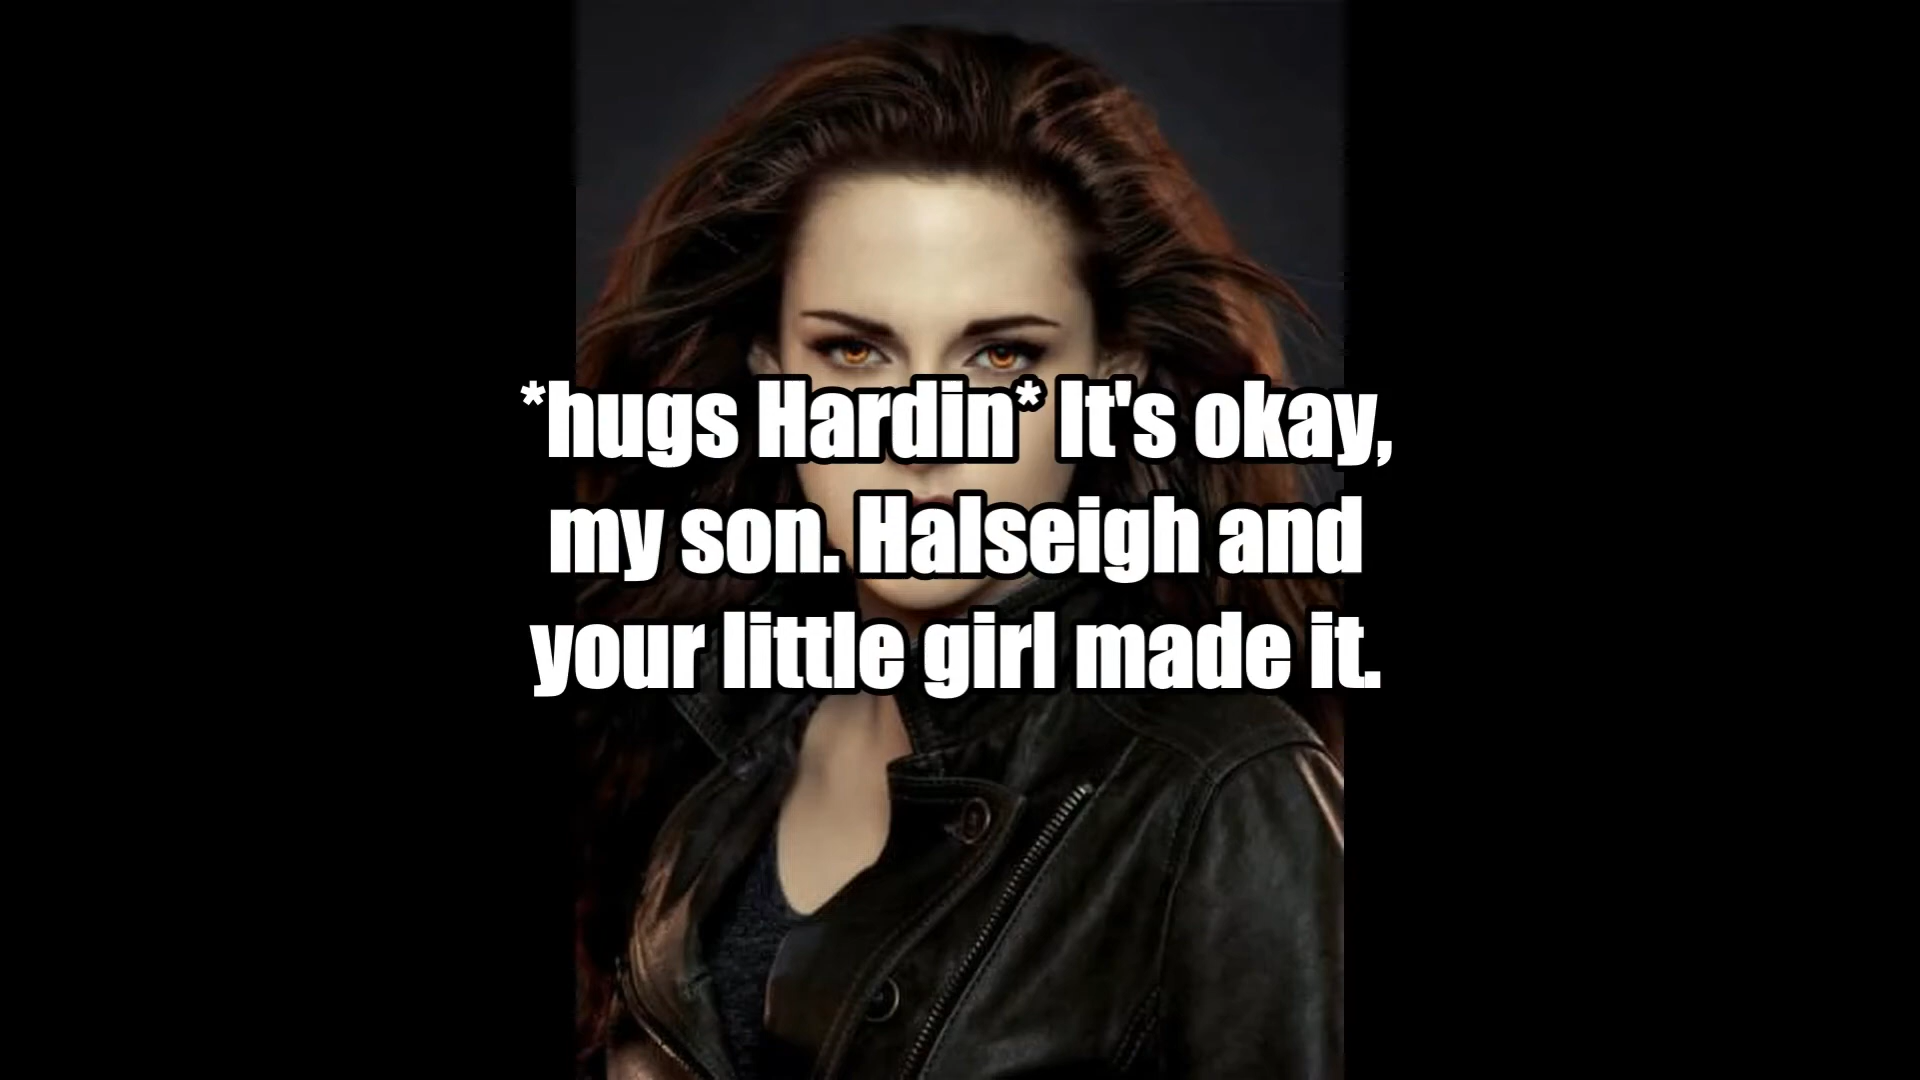 *hugs Hardin* It's okay,
my son. Halseigh and
your little girl made it.